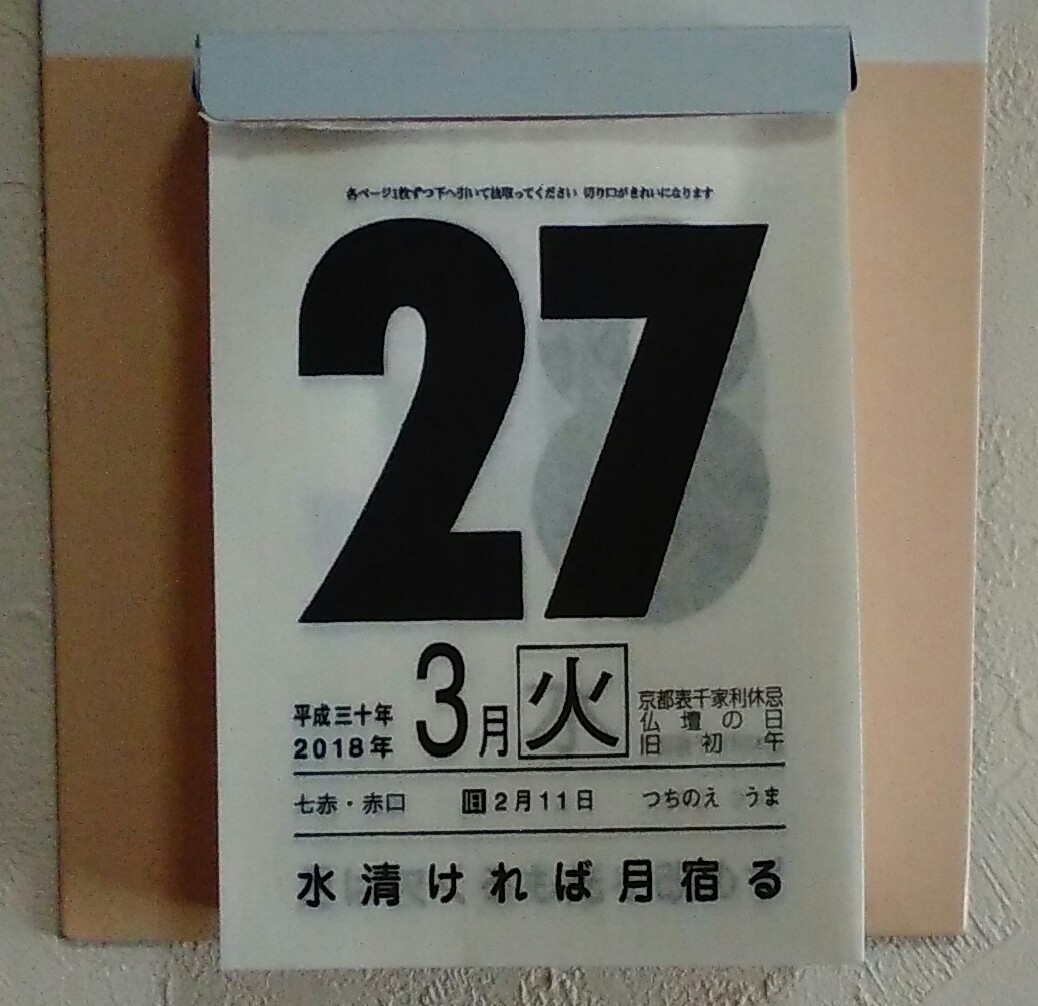 各ページ1枚ずつ下へ引いて抜取ってください 切り口がきれいになります
27
平成三十年
2018年
3月
火
京都表千家利休忌
仏壇の日
旧初午
七赤・赤口 旧2月11日 つちのえ うま
水清ければ月宿る